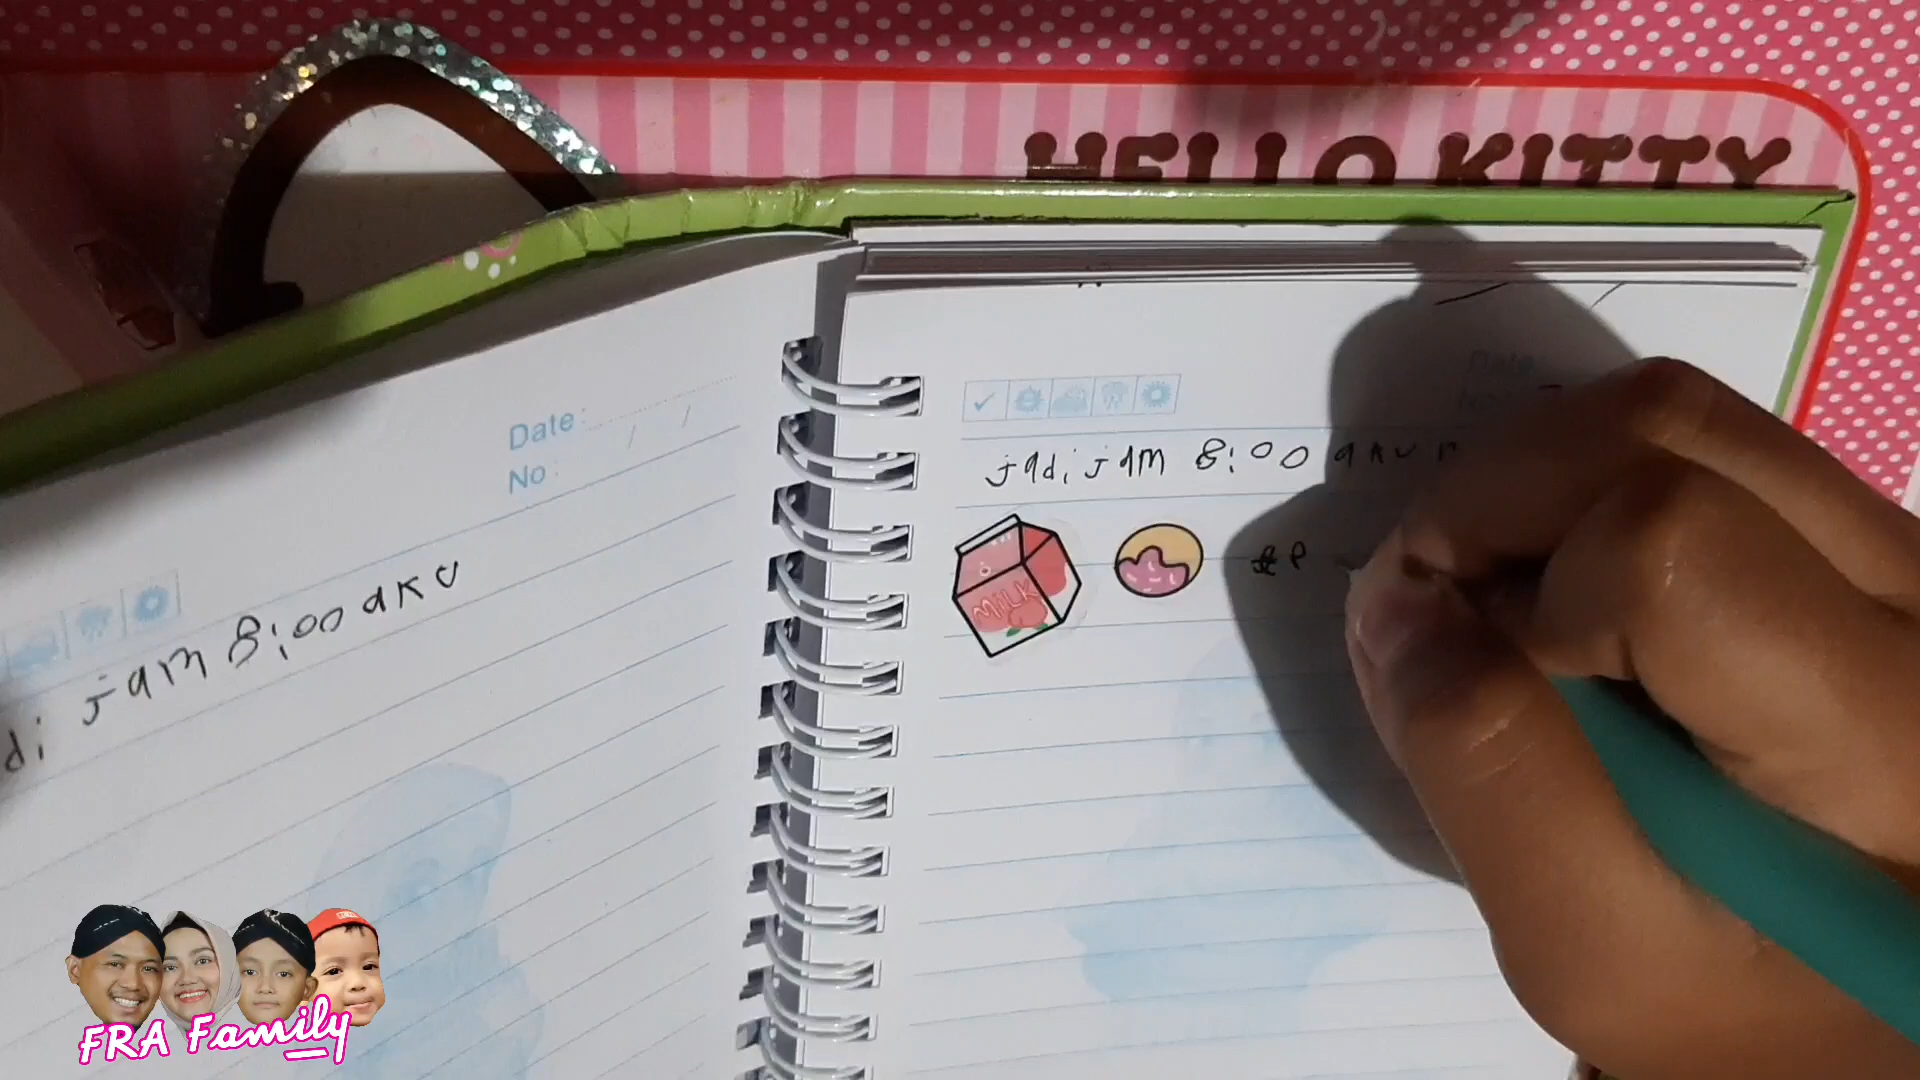 HELLO KITTY
Date:
No:
di jam 8:00 aku
jadi jam 8:00 aku
MILK
FRA Family